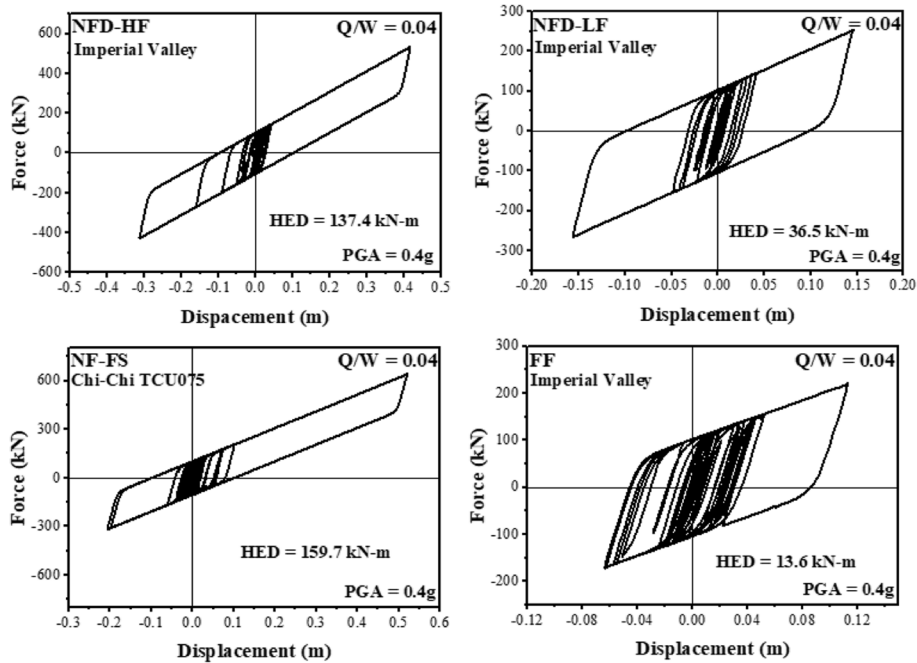 NFD-HF
Q/W = 0.04
Imperial Valley
600
400
200
0
-200
-400
-600
Force (kN)
HED = 137.4 kN-m
PGA = 0.4g
-0.5 -0.4 -0.3 -0.2 -0.1 0.0 0.1 0.2 0.3 0.4 0.5
Dispacement (m)
NFD-LF
Q/W = 0.04
Imperial Valley
300
200
100
0
-100
-200
-300
Force (kN)
HED = 36.5 kN-m
PGA = 0.4g
-0.20 -0.15 -0.10 -0.05 0.00 0.05 0.10 0.15 0.20
Displacement (m)
NF-FS
Q/W = 0.04
Chi-Chi TCU075
600
300
0
-300
-600
Force (kN)
HED = 159.7 kN-m
PGA = 0.4g
-0.3 -0.2 -0.1 0.0 0.1 0.2 0.3 0.4 0.5 0.6
Displacement (m)
FF
Q/W = 0.04
Imperial Valley
300
200
100
0
-100
-200
Force (kN)
HED = 13.6 kN-m
PGA = 0.4g
-0.12 -0.08 -0.04 0.00 0.04 0.08 0.12
Displacement (m)